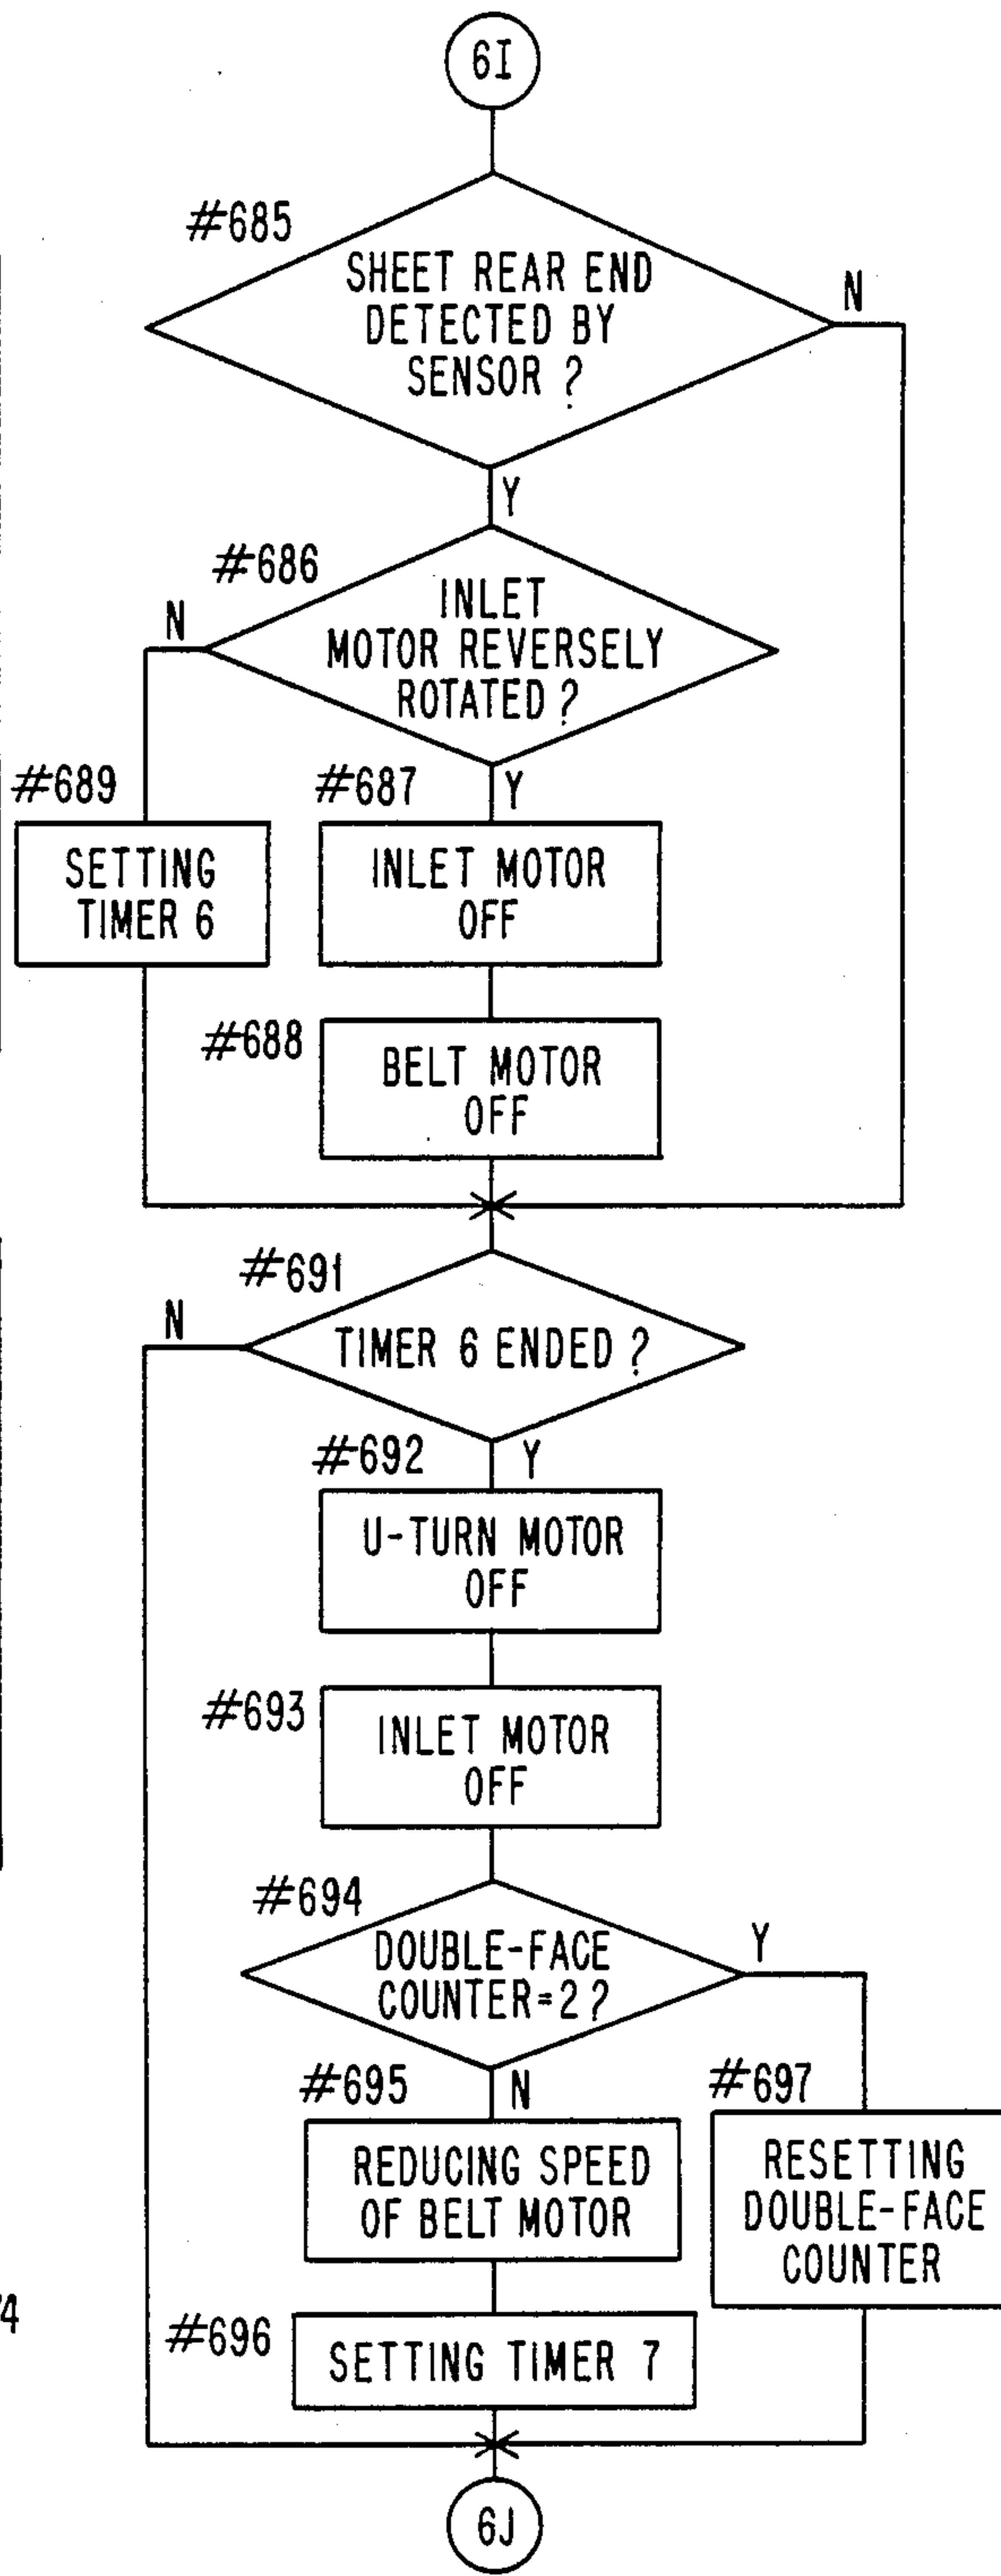 6I
#685
SHEET REAR END
DETECTED BY
SENSOR ?
N
Y
#686
INLET
MOTOR REVERSELY
ROTATED ?
N
Y
#689
SETTING
TIMER 6
#687
INLET MOTOR
OFF
#688
BELT MOTOR
OFF
#691
TIMER 6 ENDED ?
N
Y
#692
U-TURN MOTOR
OFF
#693
INLET MOTOR
OFF
#694
DOUBLE-FACE
COUNTER=2 ?
Y
N
#695
REDUCING SPEED
OF BELT MOTOR
#697
RESETTING
DOUBLE-FACE
COUNTER
#696
SETTING TIMER 7
6J